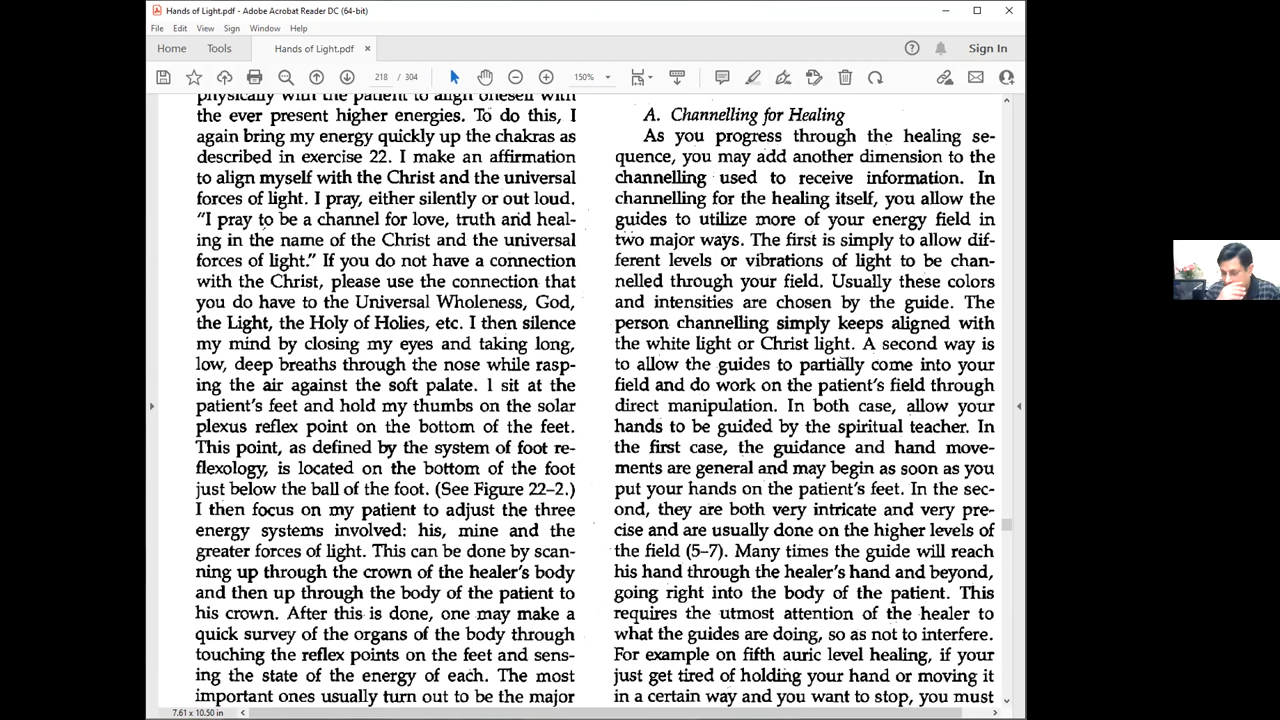 Hands of Light.pdf - Adobe Acrobat Reader DC (64-bit)
File Edit View Sign Window Help
Home Tools Hands of Light.pdf × Sign In
218 / 304 150%
physically with the patient to align oneself with
the ever present higher energies. To do this, I
again bring my energy quickly up the chakras as
described in exercise 22. I make an affirmation
to align myself with the Christ and the universal
forces of light. I pray, either silently or out loud.
"I pray to be a channel for love, truth and heal-
ing in the name of the Christ and the universal
forces of light." If you do not have a connection
with the Christ, please use the connection that
you do have to the Universal Wholeness, God,
the Light, the Holy of Holies, etc. I then silence
my mind by closing my eyes and taking long,
low, deep breaths through the nose while rasp-
ing the air against the soft palate. I sit at the
patient's feet and hold my thumbs on the solar
plexus reflex point on the bottom of the feet.
This point, as defined by the system of foot re-
flexology, is located on the bottom of the foot
just below the ball of the foot. (See Figure 22–2.)
I then focus on my patient to adjust the three
energy systems involved: his, mine and the
greater forces of light. This can be done by scan-
ning up through the crown of the healer's body
and then up through the body of the patient to
his crown. After this is done, one may make a
quick survey of the organs of the body through
touching the reflex points on the feet and sens-
ing the state of the energy of each. The most
important ones usually turn out to be the major
A. Channelling for Healing
As you progress through the healing se-
quence, you may add another dimension to the
channelling used to receive information. In
channelling for the healing itself, you allow the
guides to utilize more of your energy field in
two major ways. The first is simply to allow dif-
ferent levels or vibrations of light to be chan-
nelled through your field. Usually these colors
and intensities are chosen by the guide. The
person channelling simply keeps aligned with
the white light or Christ light. A second way is
to allow the guides to partially come into your
field and do work on the patient's field through
direct manipulation. In both case, allow your
hands to be guided by the spiritual teacher. In
the first case, the guidance and hand move-
ments are general and may begin as soon as you
put your hands on the patient's feet. In the sec-
ond, they are both very intricate and very pre-
cise and are usually done on the higher levels of
the field (5–7). Many times the guide will reach
his hand through the healer's hand and beyond,
going right into the body of the patient. This
requires the utmost attention of the healer to
what the guides are doing, so as not to interfere.
For example on fifth auric level healing, if your
just get tired of holding your hand or moving it
in a certain way and you want to stop, you must
7.61 x 10.50 in